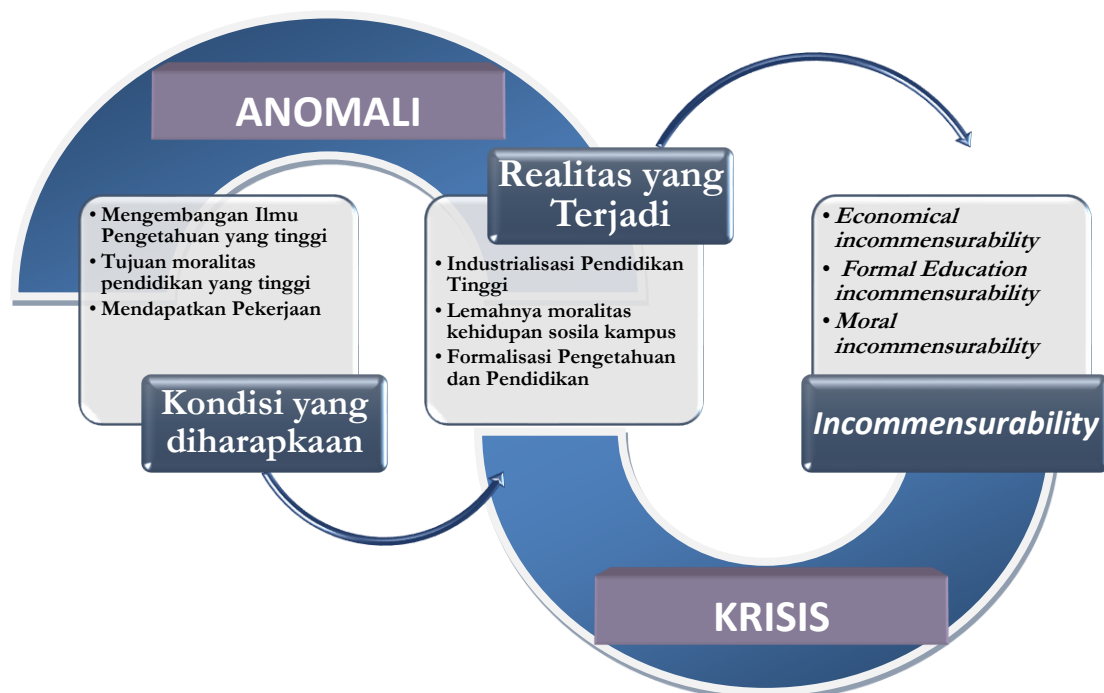 ANOMALI
• Mengembangan Ilmu
Pengetahuan yang tinggi
• Tujuan moralitas
pendidikan yang tinggi
• Mendapatkan Pekerjaan
Kondisi yang
diharapkaan
Realitas yang
Terjadi
• Industrialisasi Pendidikan
Tinggi
• Lemahnya moralitas
kehidupan sosila kampus
• Formalisasi Pengetahuan
dan Pendidikan
• Economical
incommensurability
• Formal Education
incommensurability
• Moral
incommensurability
Incommensurability
KRISIS